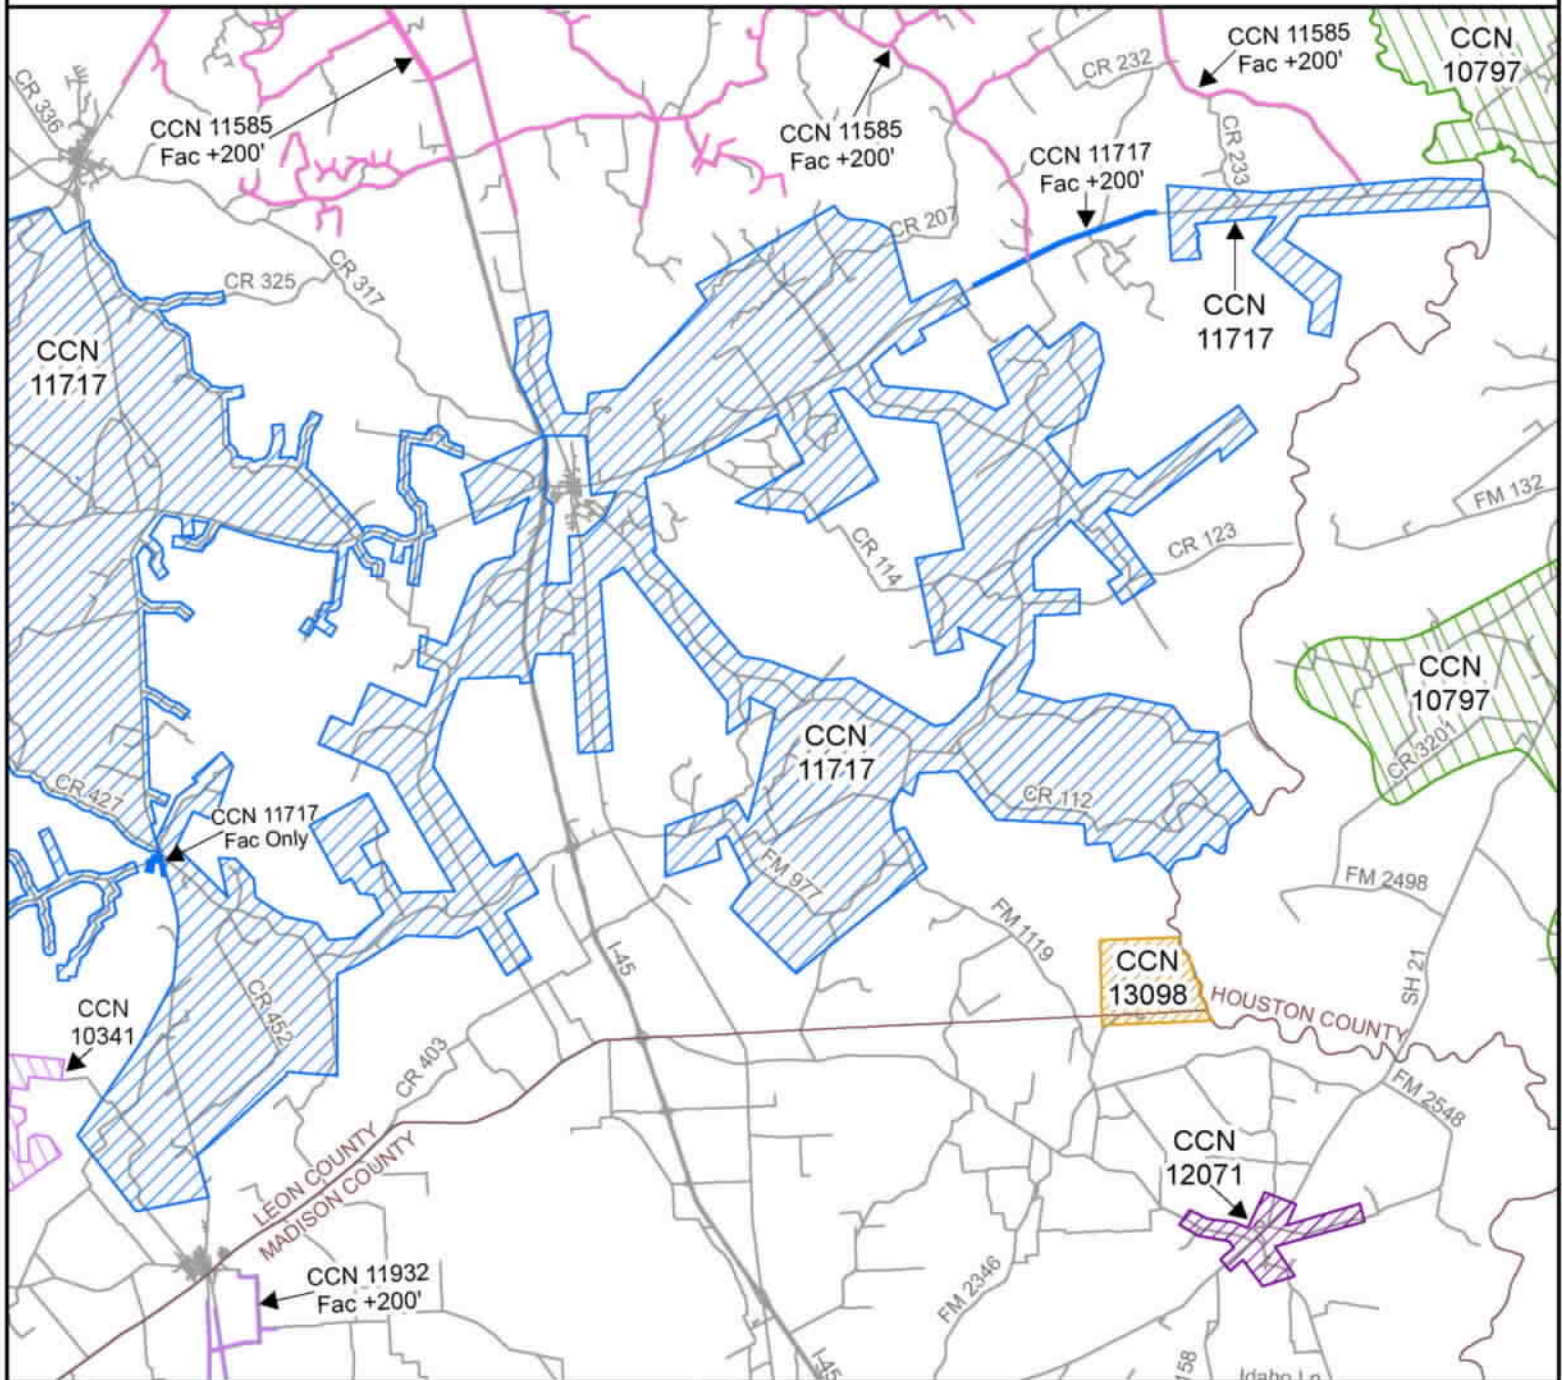 CCN 11585
Fac +200'
CCN
10797
CR 232
CR 336
CCN 11585
Fac +200'
CCN 11585
Fac +200'
CR 233
CCN 11717
Fac +200'
CR 207
CR 317
CR 325
CCN
11717
CCN
11717
FM 132
CR 123
CR 114
CCN
10797
CR 3201
CCN
11717
CR 427
CR 112
CCN 11717
Fac Only
FM 977
FM 2498
FM 1119
I-45
SH 21
CCN
13098
HOUSTON COUNTY
CR 452
CCN
10341
CR 403
FM 2548
LEON COUNTY
MADISON COUNTY
CCN
12071
CCN 11932
Fac +200'
FM 2346
I-45
158
Idaho Ln